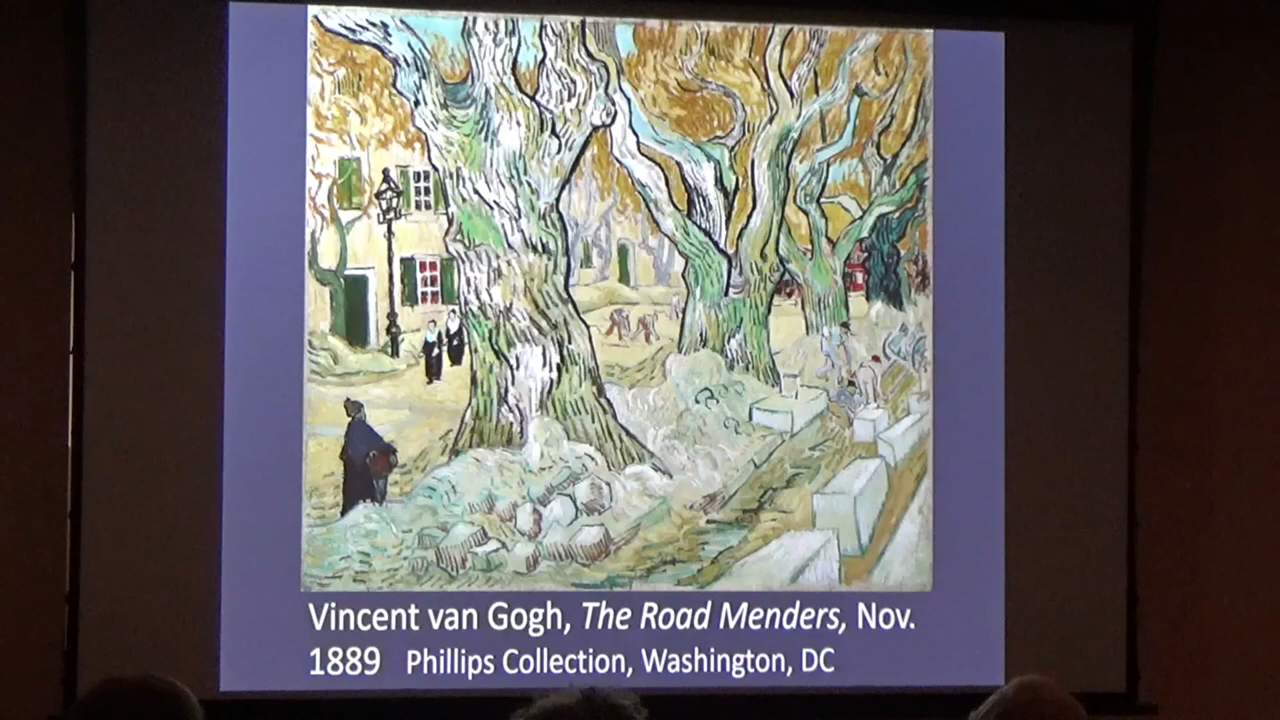 Vincent van Gogh, The Road Menders, Nov.
1889 Phillips Collection, Washington, DC